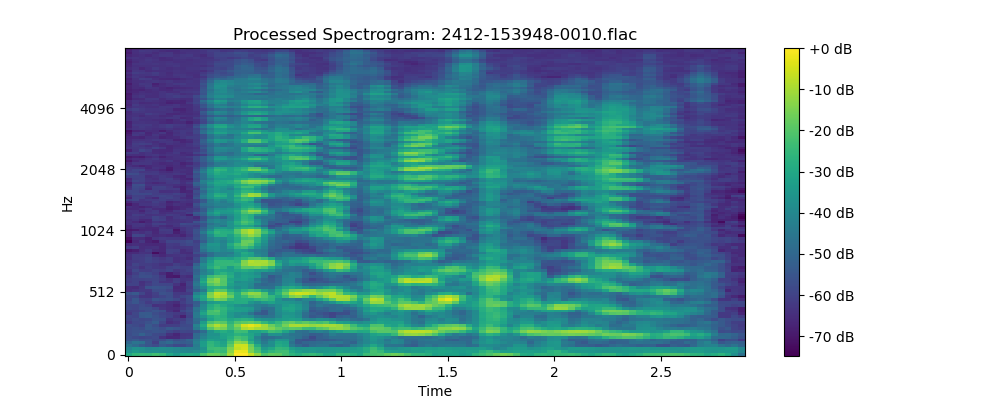 Processed Spectrogram: 2412-153948-0010.flac
Hz
4096
2048
1024
512
0
0
0.5
1
1.5
2
2.5
Time
+0 dB
-10 dB
-20 dB
-30 dB
-40 dB
-50 dB
-60 dB
-70 dB